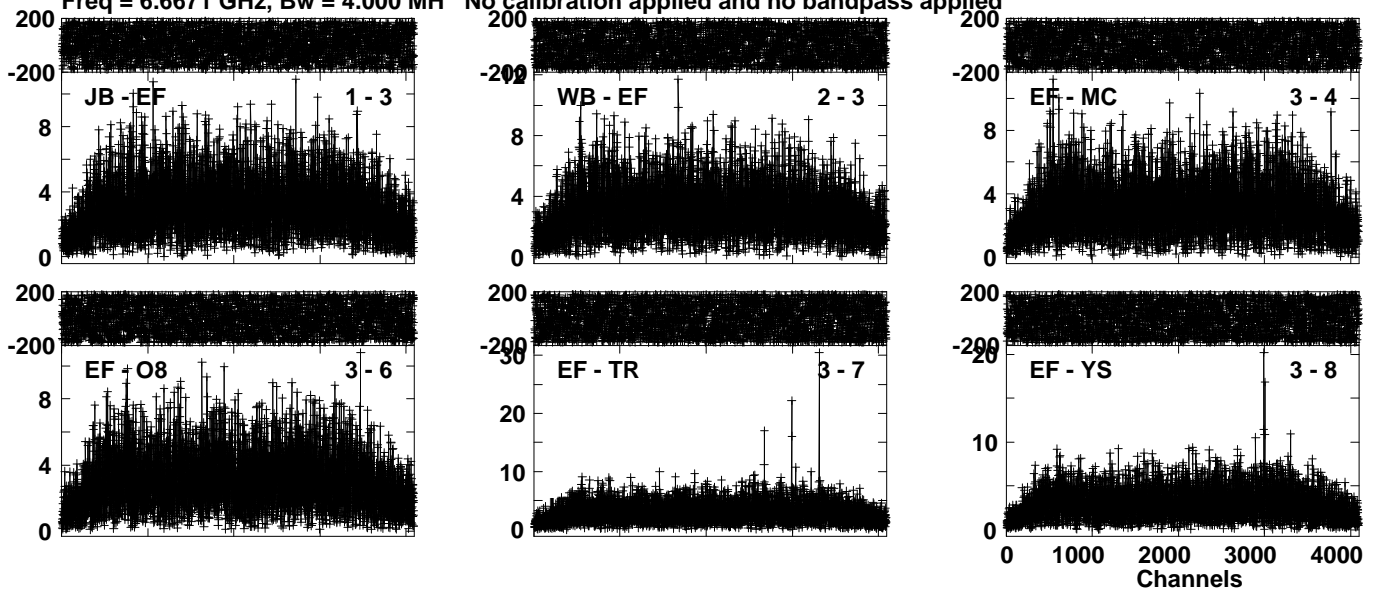 Freq = 6.6671 GHz, Bw = 4.000 MH No calibration applied and no bandpass applied
200 200 200
-200 -200 -200
12
JB - EF 1 - 3 WB - EF 2 - 3 EF - MC 3 - 4
8 8 8
4 4 4
0 0 0
200 200 200
-200 -200 -200
30 20
EF - O8 3 - 6 EF - TR 3 - 7 EF - YS 3 - 8
8 20 10
4 10
0 0 0
0 1000 2000 3000 4000
Channels